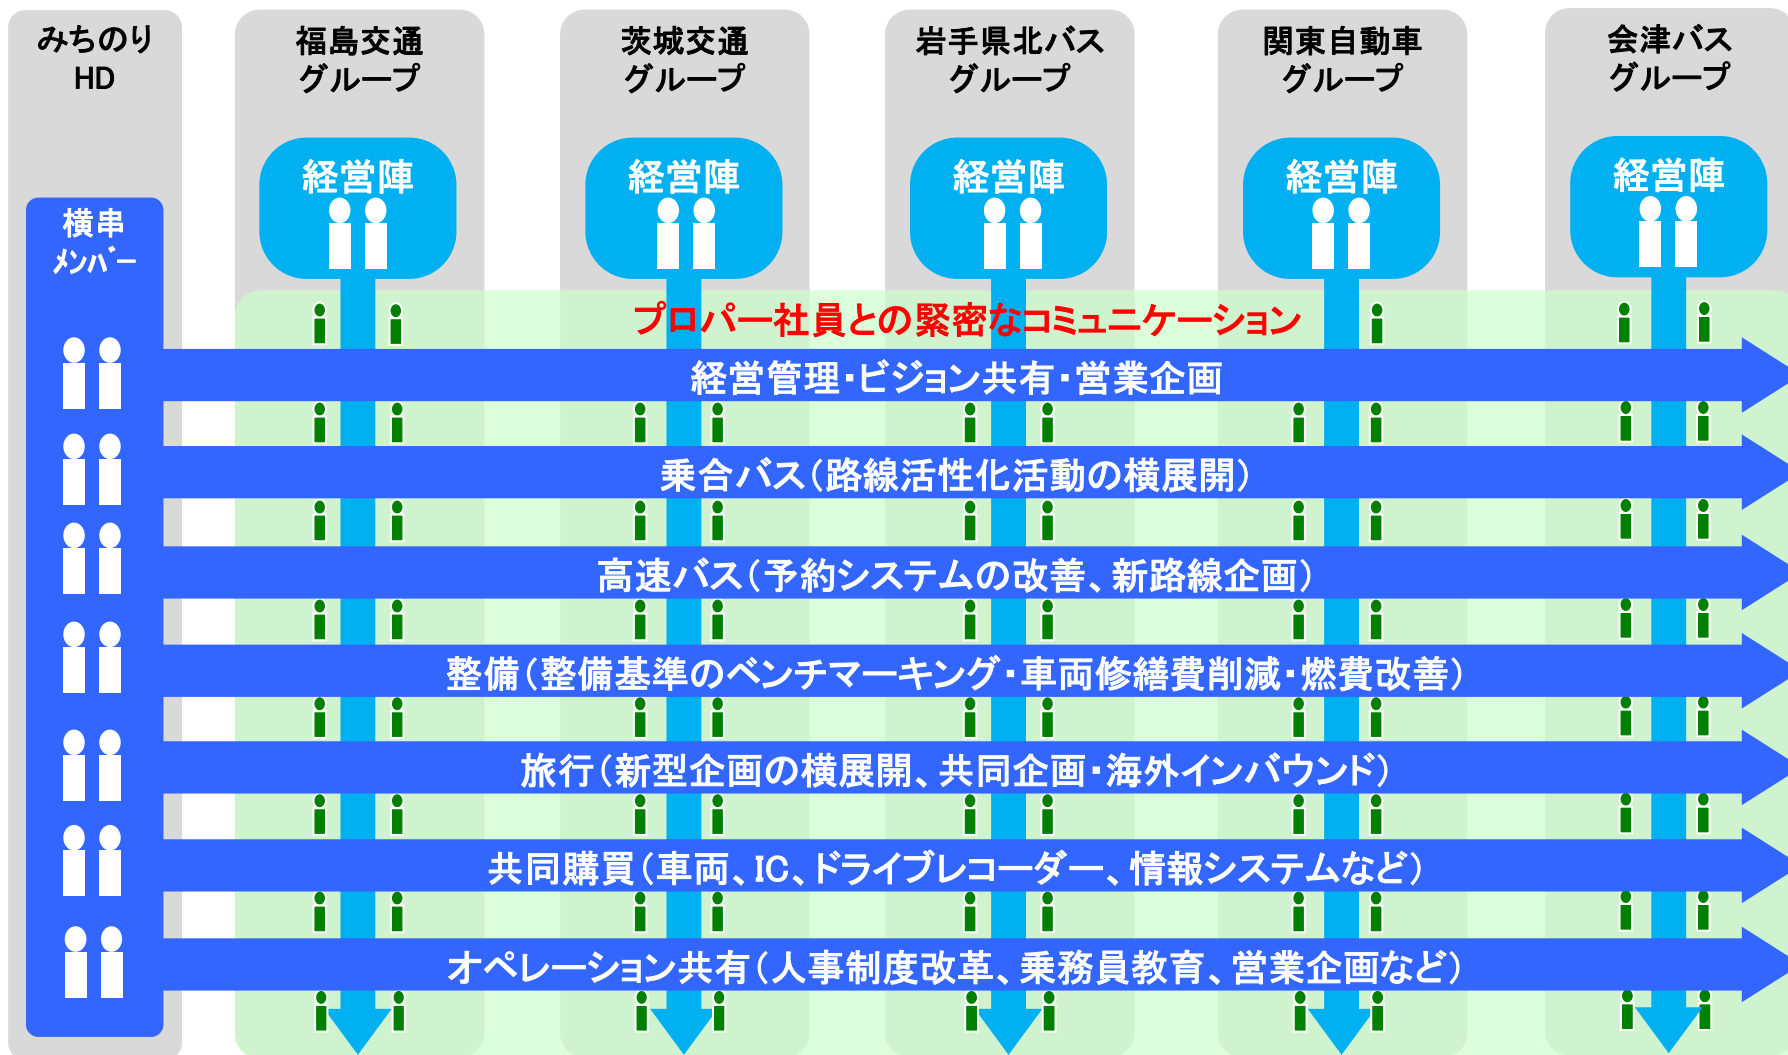 みちのり
HD
福島交通
グループ
茨城交通
グループ
岩手県北バス
グループ
関東自動車
グループ
会津バス
グループ
経営陣
経営陣
経営陣
経営陣
経営陣
横串
ﾒﾝﾊﾞｰ
プロパー社員との緊密なコミュニケーション
経営管理・ビジョン共有・営業企画
乗合バス（路線活性化活動の横展開）
高速バス（予約システムの改善、新路線企画）
整備（整備基準のベンチマーキング・車両修繕費削減・燃費改善）
旅行（新型企画の横展開、共同企画・海外インバウンド）
共同購買（車両、IC、ドライブレコーダー、情報システムなど）
オペレーション共有（人事制度改革、乗務員教育、営業企画など）